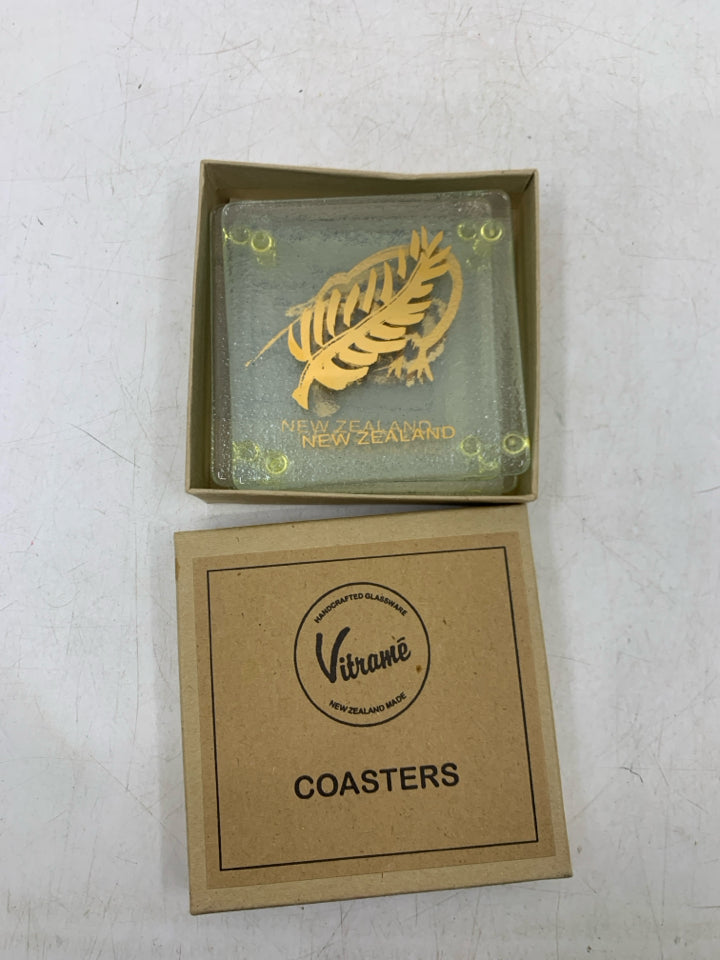 NEW ZEALAND
NEW ZEALAND
HANDCRAFTED GLASSWARE
Vitramé
NEW ZEALAND MADE
COASTERS